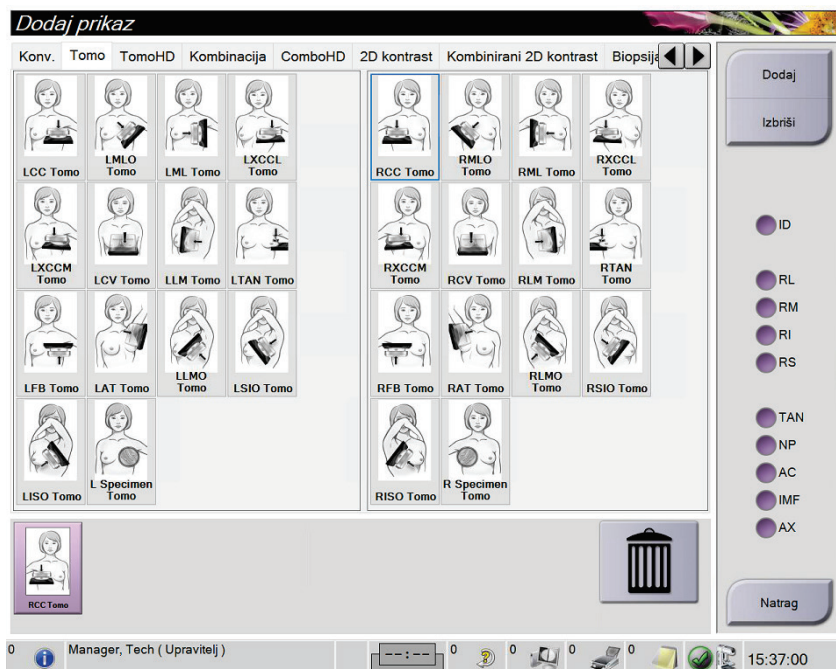 Dodaj prikaz
Konv. Tomo TomoHD Kombinacija ComboHD 2D kontrast Kombinirani 2D kontrast
Dodaj
Izbriši
LCC Tomo
LMLO
Tomo
LML Tomo
LXCCL
Tomo
RCC Tomo
RMLO
Tomo
RML Tomo
RXCCL
Tomo
LXCCM
Tomo
LCV Tomo
LLM Tomo
LTAN Tomo
RXCCM
Tomo
RCV Tomo
RLM Tomo
RTAN
Tomo
LFB Tomo
LAT Tomo
LLMO
Tomo
LSIO Tomo
RFB Tomo
RAT Tomo
RLMO
Tomo
RSIO Tomo
LISO Tomo
L Specimen
Tomo
RISO Tomo
R Specimen
Tomo
ID
RL
RM
RI
RS
TAN
NP
AC
IMF
AX
RCC Tomo
Natrag
0 Manager, Tech ( Upravitelj ) --:-- 0 0 0 0 15:37:00